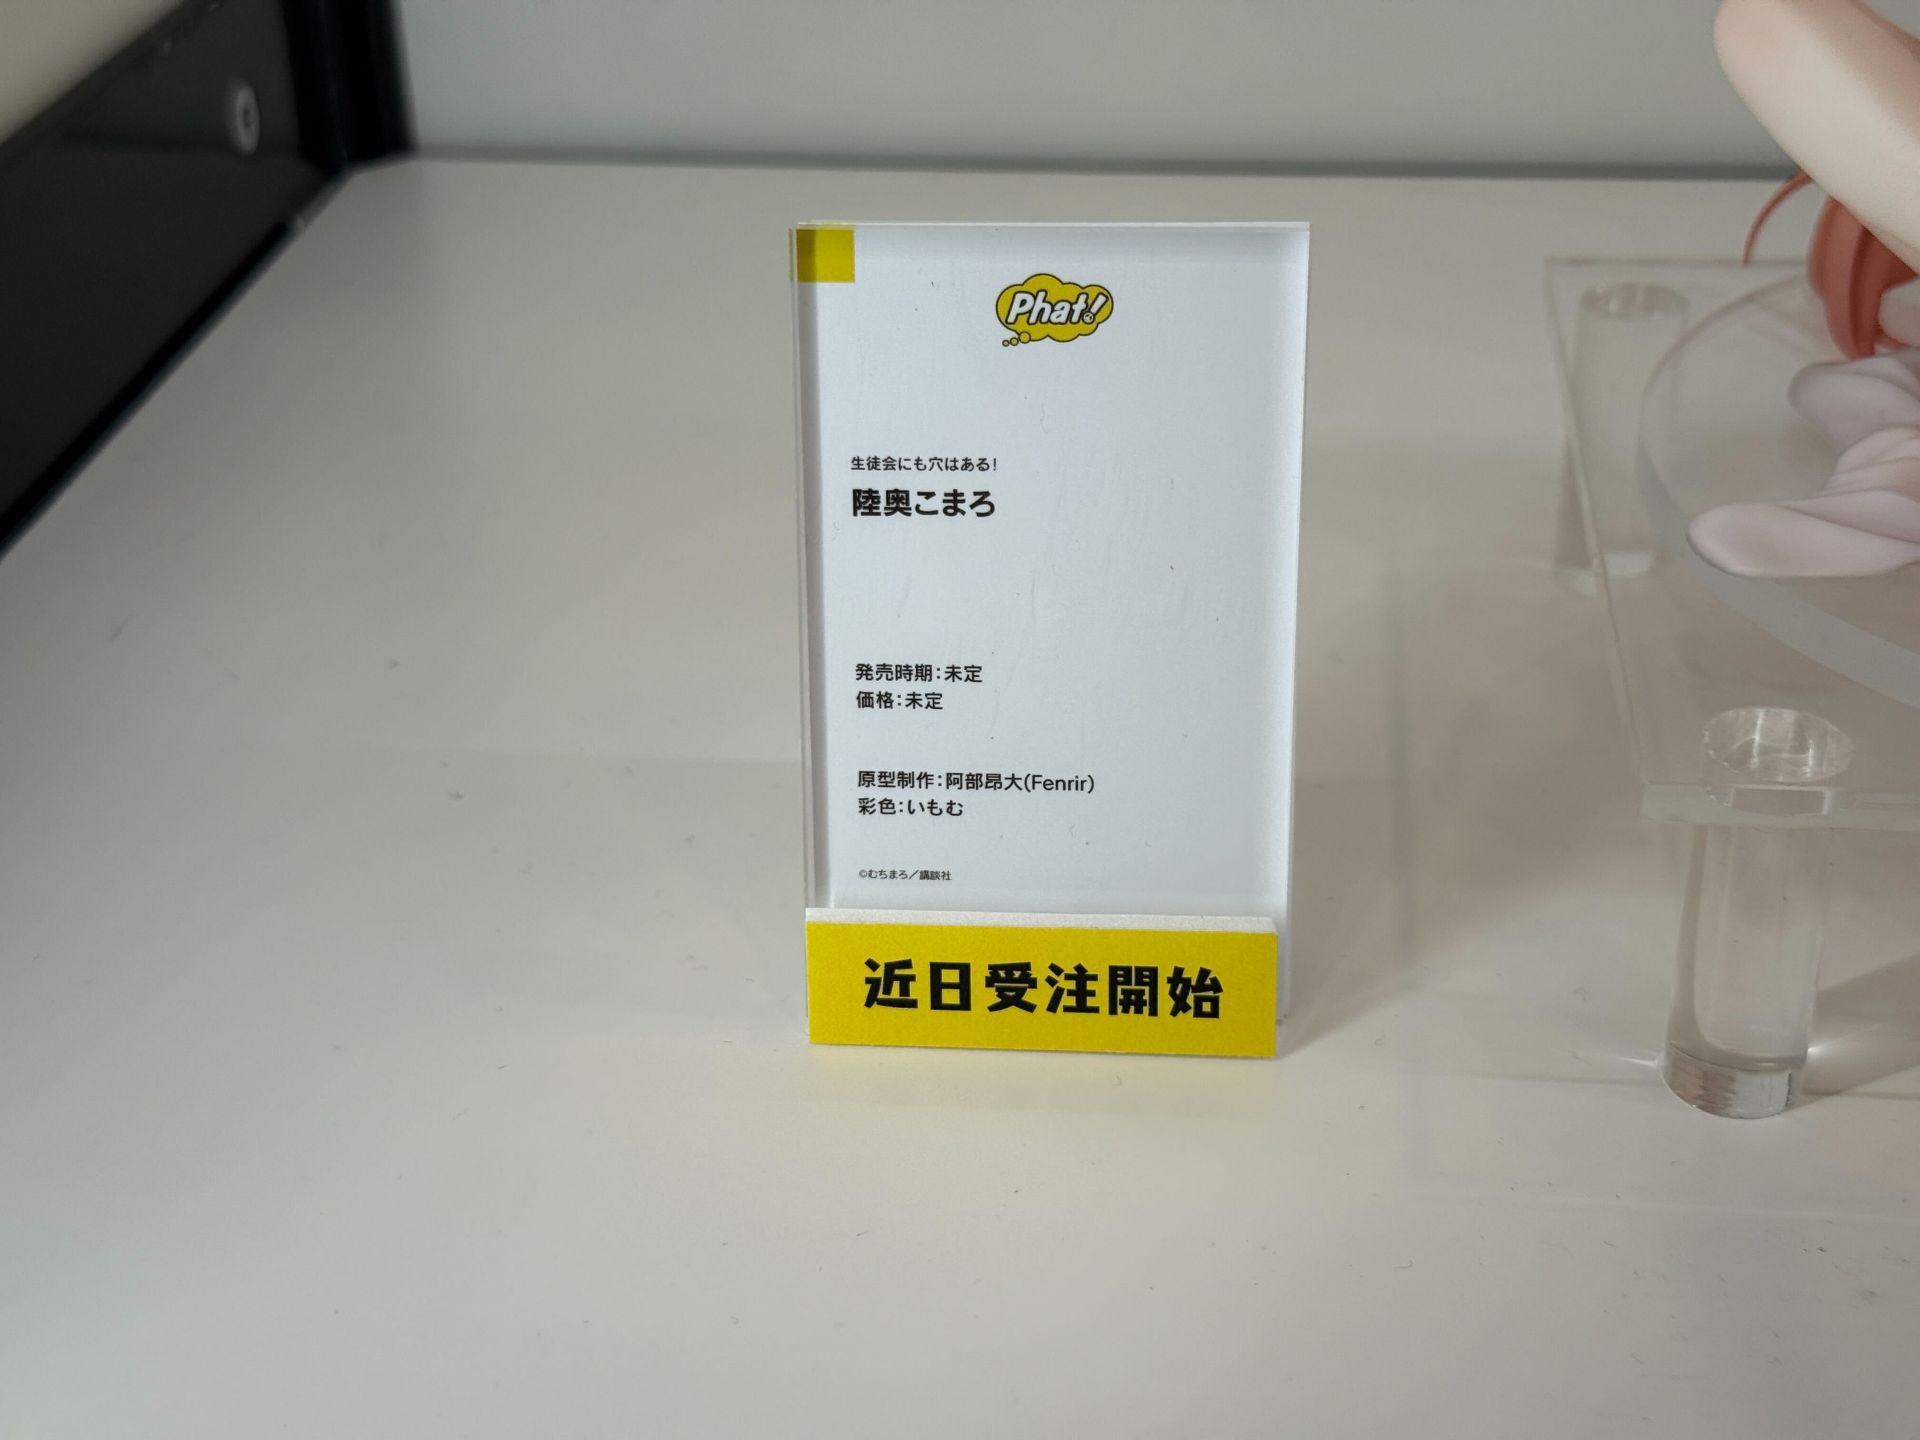 Phat!
生徒会にも穴はある!
陸奥こまろ
発売時期:未定
価格:未定
原型制作:阿部昂大(Fenrir)
彩色:いもむ
©むちまろ/講談社
近日受注開始